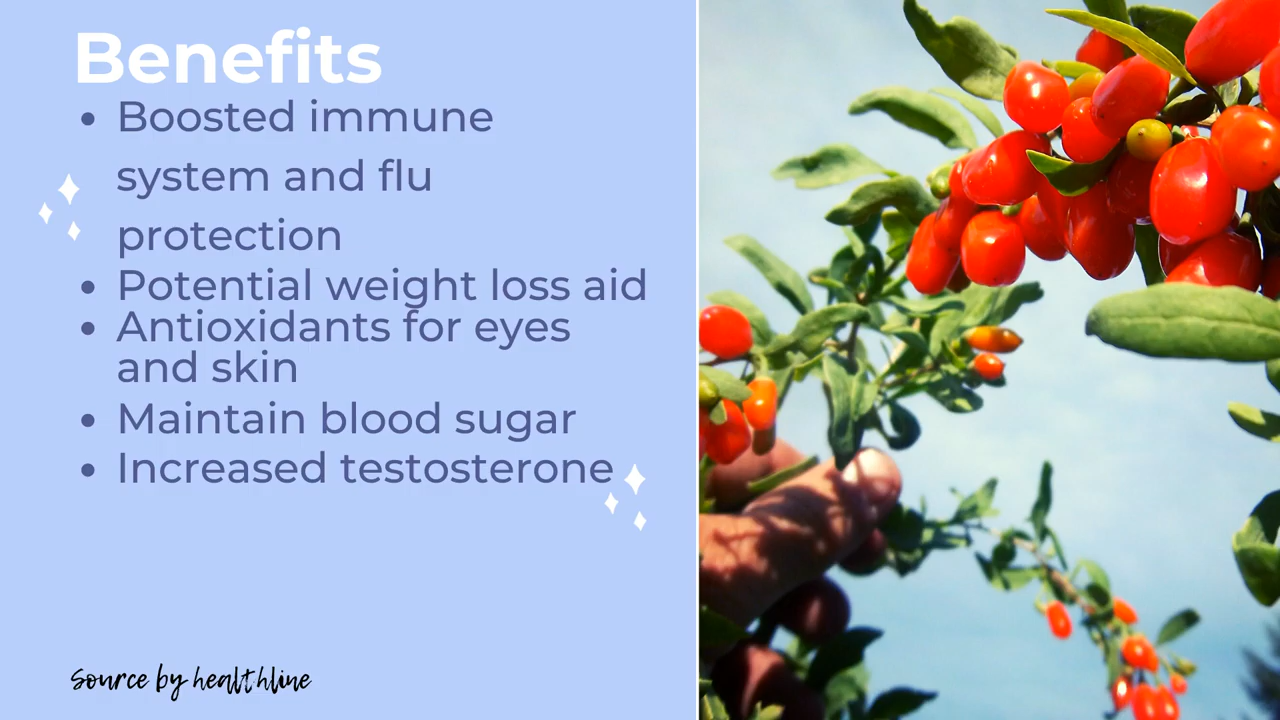 Benefits
• Boosted immune
system and flu
protection
• Potential weight loss aid
• Antioxidants for eyes
and skin
• Maintain blood sugar
• Increased testosterone
Source by healthline